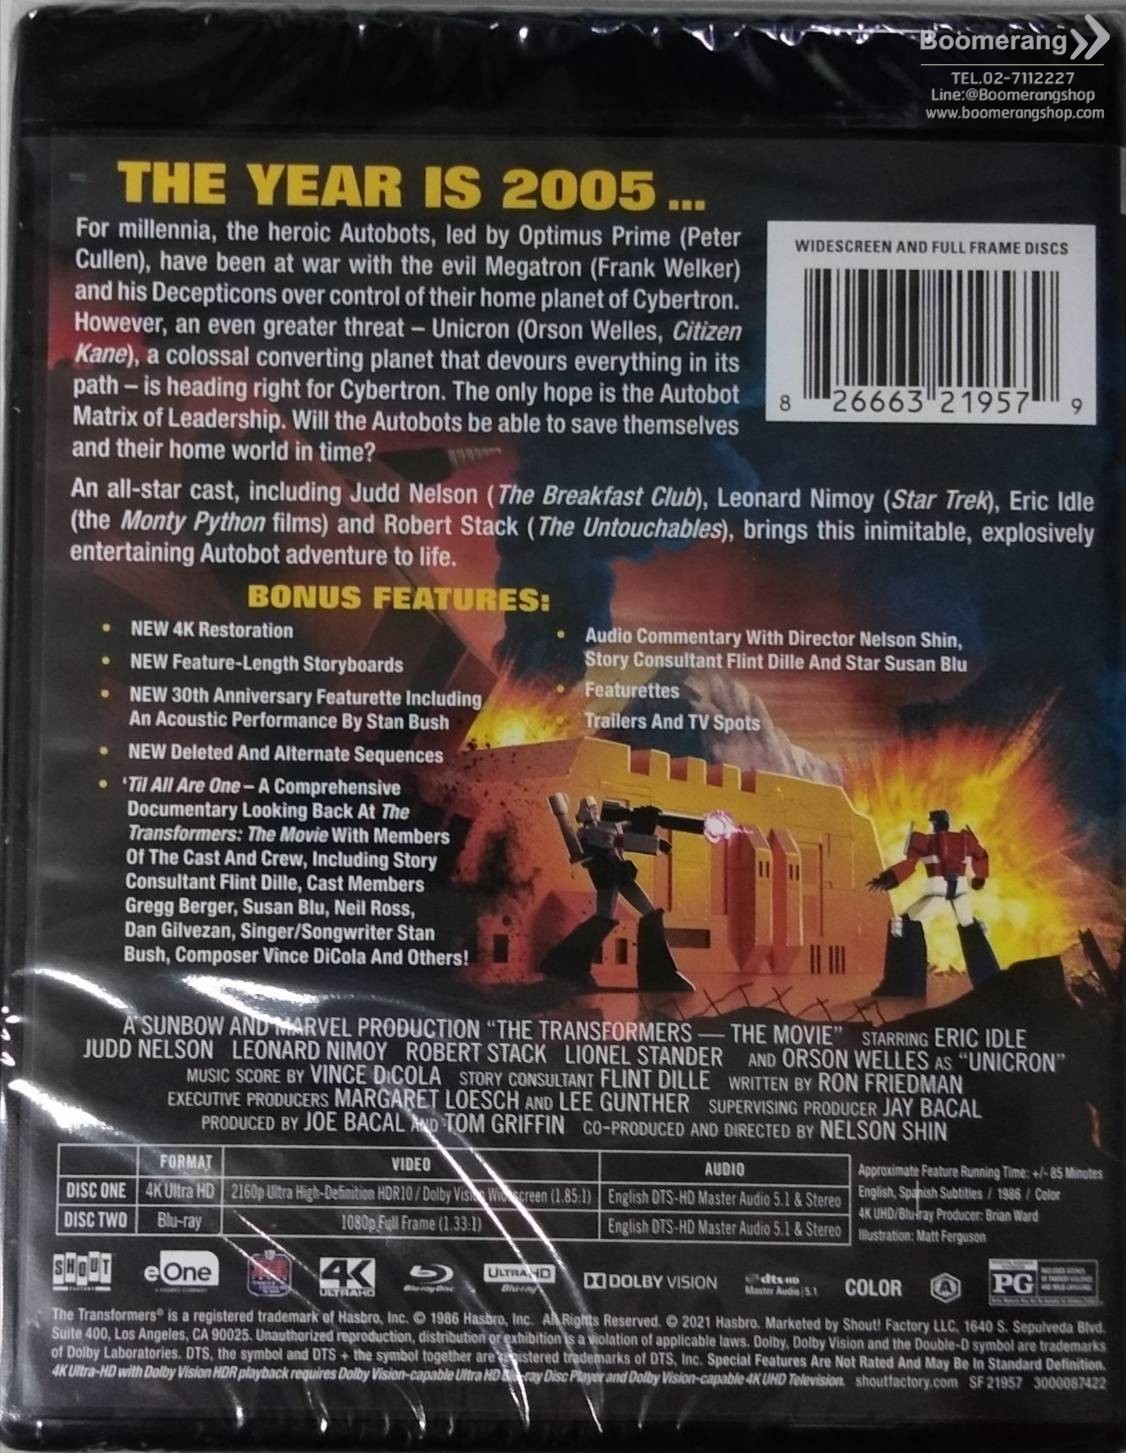 Boomerang
TEL.02-7112227
Line:@Boomerangshop
www.boomerangshop.com
THE YEAR IS 2005 ...
For millennia, the heroic Autobots, led by Optimus Prime (Peter
Cullen), have been at war with the evil Megatron (Frank Welker)
and his Decepticons over control of their home planet of Cybertron.
However, an even greater threat – Unicron (Orson Welles, Citizen
Kane), a colossal converting planet that devours everything in its
path – is heading right for Cybertron. The only hope is the Autobot
Matrix of Leadership. Will the Autobots be able to save themselves
and their home world in time?
WIDESCREEN AND FULL FRAME DISCS
8 26663 21957 9
An all-star cast, including Judd Nelson (The Breakfast Club), Leonard Nimoy (Star Trek), Eric Idle
(the Monty Python films) and Robert Stack (The Untouchables), brings this inimitable, explosively
entertaining Autobot adventure to life.
BONUS FEATURES:
• NEW 4K Restoration
• NEW Feature-Length Storyboards
• NEW 30th Anniversary Featurette Including
An Acoustic Performance By Stan Bush
• NEW Deleted And Alternate Sequences
• 'Til All Are One – A Comprehensive
Documentary Looking Back At The
Transformers: The Movie With Members
Of The Cast And Crew, Including Story
Consultant Flint Dille, Cast Members
Gregg Berger, Susan Blu, Neil Ross,
Dan Gilvezan, Singer/Songwriter Stan
Bush, Composer Vince DiCola And Others!
• Audio Commentary With Director Nelson Shin,
Story Consultant Flint Dille And Star Susan Blu
• Featurettes
• Trailers And TV Spots
A SUNBOW AND MARVEL PRODUCTION "THE TRANSFORMERS — THE MOVIE" STARRING ERIC IDLE
JUDD NELSON LEONARD NIMOY ROBERT STACK LIONEL STANDER AND ORSON WELLES AS "UNICRON"
MUSIC SCORE BY VINCE DiCOLA STORY CONSULTANT FLINT DILLE WRITTEN BY RON FRIEDMAN
EXECUTIVE PRODUCERS MARGARET LOESCH AND LEE GUNTHER SUPERVISING PRODUCER JAY BACAL
PRODUCED BY JOE BACAL AND TOM GRIFFIN CO-PRODUCED AND DIRECTED BY NELSON SHIN
FORMAT VIDEO AUDIO
DISC ONE 4K Ultra HD 2160p Ultra High-Definition HDR10 / Dolby Vision Widescreen (1.85:1) English DTS-HD Master Audio 5.1 & Stereo
DISC TWO Blu-ray 1080p Full Frame (1.33:1) English DTS-HD Master Audio 5.1 & Stereo
Approximate Feature Running Time: +/- 85 Minutes
English, Spanish Subtitles / 1986 / Color
4K UHD/Blu-ray Producer: Brian Ward
Illustration: Matt Ferguson
SHOUT eOne 4K ULTRA HD Blu-ray Disc ULTRA HD Blu-ray DOLBY VISION dts-HD Master Audio 5.1 COLOR PG
The Transformers® is a registered trademark of Hasbro, Inc. © 1986 Hasbro, Inc. All Rights Reserved. © 2021 Hasbro. Marketed by Shout! Factory LLC, 1640 S. Sepulveda Blvd.
Suite 400, Los Angeles, CA 90025. Unauthorized reproduction, distribution or exhibition is a violation of applicable laws. Dolby, Dolby Vision and the Double-D symbol are trademarks
of Dolby Laboratories. DTS, the symbol and DTS + the symbol together are registered trademarks of DTS, Inc. Special Features Are Not Rated And May Be In Standard Definition.
4K Ultra-HD with Dolby Vision HDR playback requires Dolby Vision-capable Ultra HD Blu-ray Disc Player and Dolby Vision-capable 4K UHD Television. shoutfactory.com SF 21957 3000087422